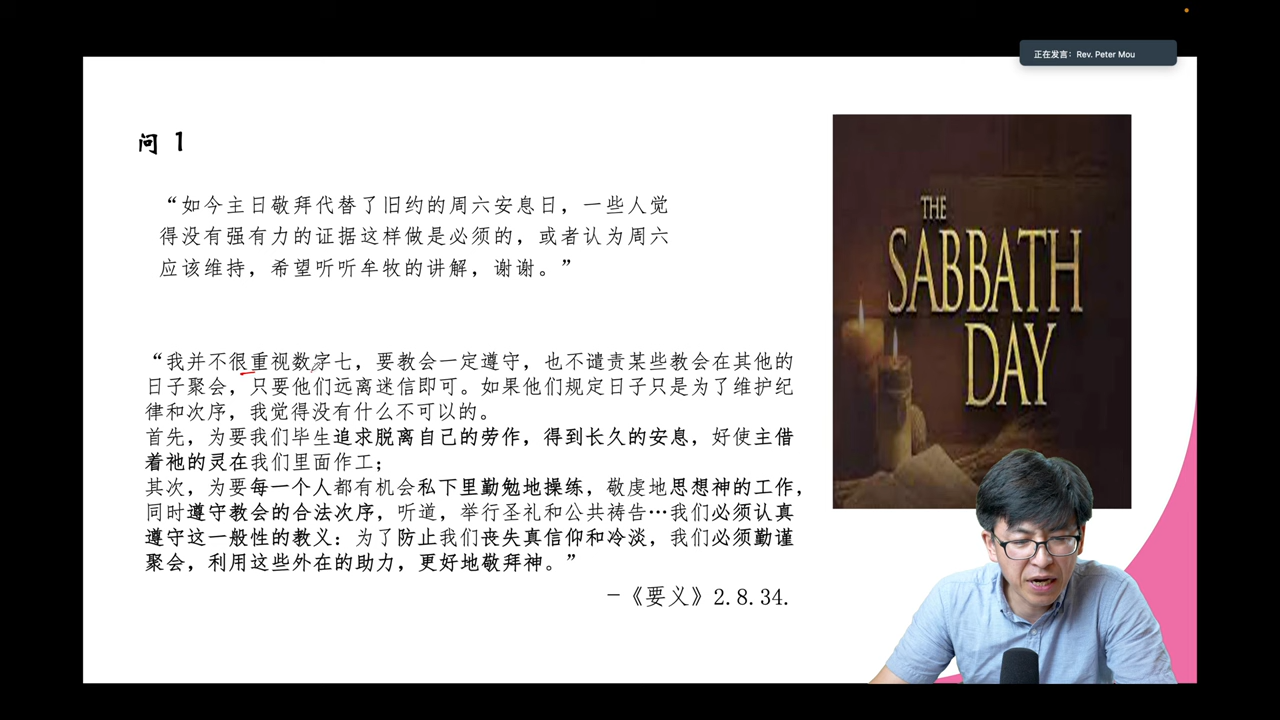 正在发言： Rev. Peter Mou
问 1
“如今主日敬拜代替了旧约的周六安息日，一些人觉
得没有强有力的证据这样做是必须的，或者认为周六
应该维持，希望听听牟牧的讲解，谢谢。”
THE
SABBATH
DAY
“我并不很重视数字七，要教会一定遵守，也不谴责某些教会在其他的
日子聚会，只要他们远离迷信即可。如果他们规定日子只是为了维护纪
律和次序，我觉得没有什么不可以的。
首先，为要我们毕生追求脱离自己的劳作，得到长久的安息，好使主借
着祂的灵在我们里面作工；
其次，为要每一个人都有机会私下里勤勉地操练，敬虔地思想神的工作，
同时遵守教会的合法次序，听道，举行圣礼和公共祷告…我们必须认真
遵守这一般性的教义：为了防止我们丧失真信仰和冷淡，我们必须勤谨
聚会，利用这些外在的助力，更好地敬拜神。”
—《要义》2.8.34.